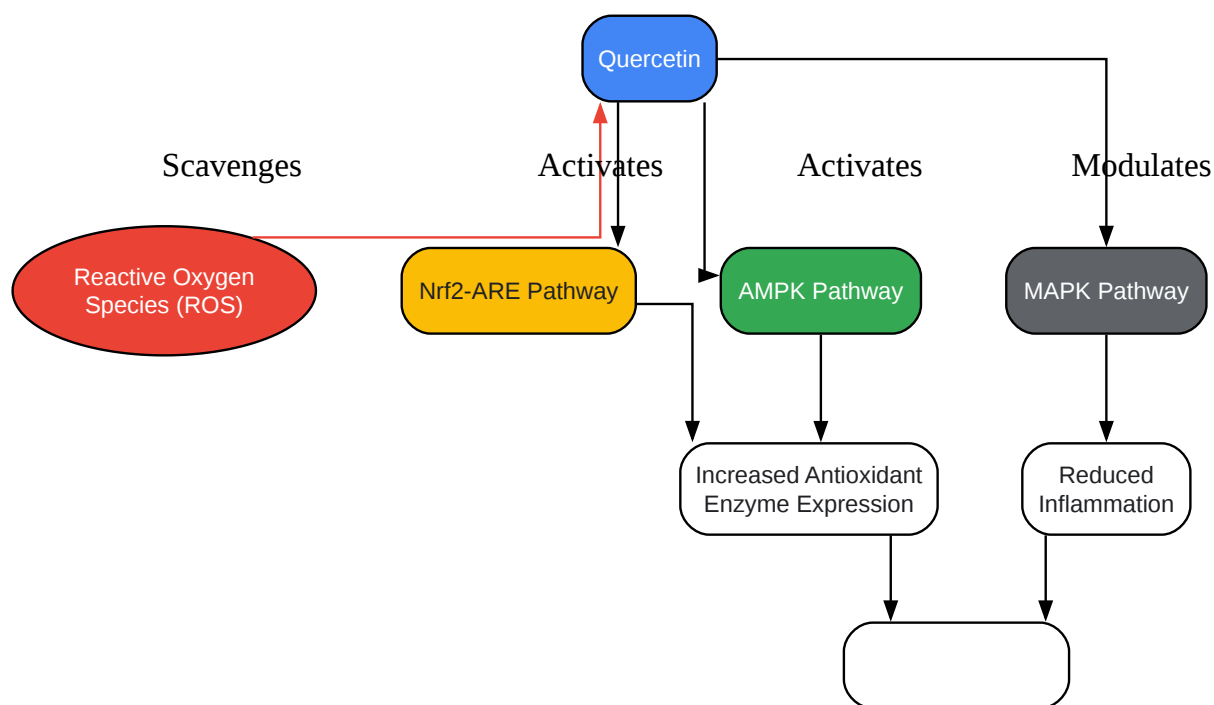 Quercetin
Scavenges
Activates
Activates
Modulates
Reactive Oxygen
Species (ROS)
Nrf2-ARE Pathway
AMPK Pathway
MAPK Pathway
Increased Antioxidant
Enzyme Expression
Reduced
Inflammation